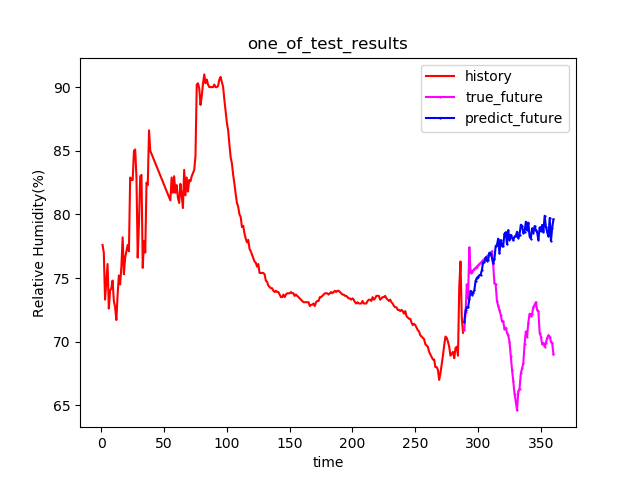 one_of_test_results
history
true_future
predict_future
Relative Humidity(%)
90
85
80
75
70
65
0 50 100 150 200 250 300 350
time